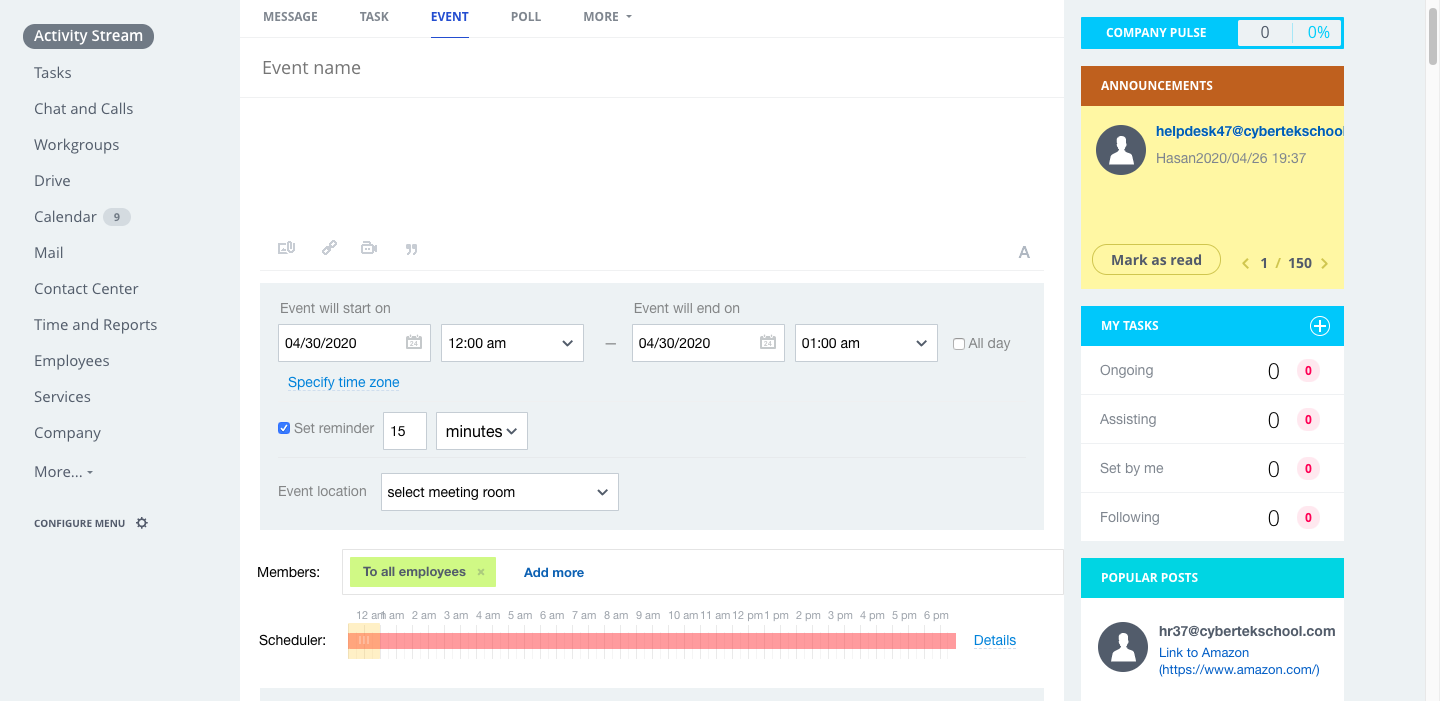 Activity Stream
Tasks
Chat and Calls
Workgroups
Drive
Calendar 9
Mail
Contact Center
Time and Reports
Employees
Services
Company
More...
CONFIGURE MENU
MESSAGE TASK EVENT POLL MORE
Event name
A
Event will start on Event will end on
04/30/2020 24 12:00 am — 04/30/2020 24 01:00 am All day
Specify time zone
Set reminder 15 minutes
Event location select meeting room
Members: To all employees × Add more
12 am 1 am 2 am 3 am 4 am 5 am 6 am 7 am 8 am 9 am 10 am 11 am 12 pm 1 pm 2 pm 3 pm 4 pm 5 pm 6 pm
Scheduler: Details
COMPANY PULSE 0 0%
ANNOUNCEMENTS
helpdesk47@cybertekschool
Hasan2020/04/26 19:37
Mark as read 1 / 150
MY TASKS
Ongoing 0 0
Assisting 0 0
Set by me 0 0
Following 0 0
POPULAR POSTS
hr37@cybertekschool.com
Link to Amazon
(https://www.amazon.com/)